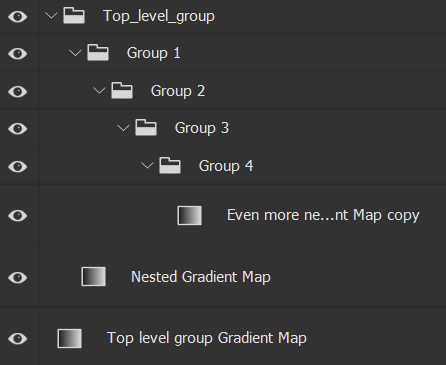 Top_level_group
Group 1
Group 2
Group 3
Group 4
Even more ne...nt Map copy
Nested Gradient Map
Top level group Gradient Map